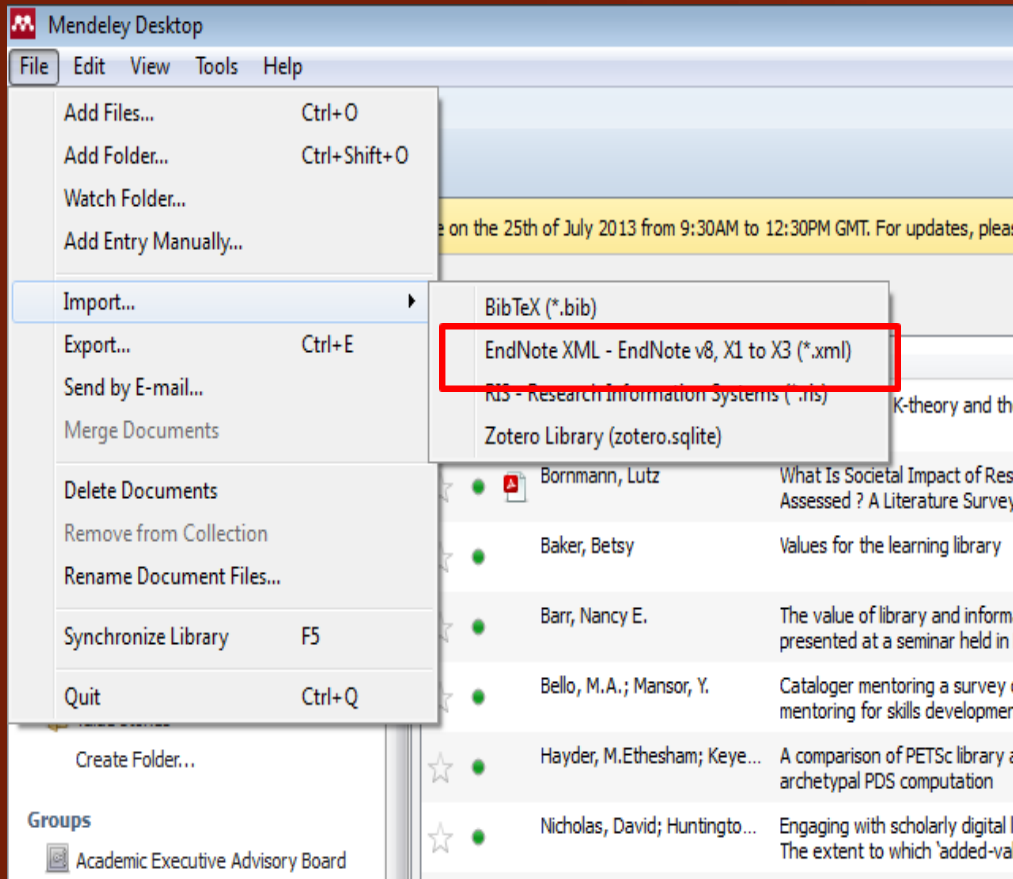 Mendeley Desktop
File Edit View Tools Help
Add Files... Ctrl+O
Add Folder... Ctrl+Shift+O
Watch Folder...
Add Entry Manually...
Import...
Export... Ctrl+E
Send by E-mail...
Merge Documents
Delete Documents
Remove from Collection
Rename Document Files...
Synchronize Library F5
Quit Ctrl+Q
Create Folder...
Groups
Academic Executive Advisory Board
BibTeX (*.bib)
EndNote XML - EndNote v8, X1 to X3 (*.xml)
RIS - Research Information Systems (*.ris)
Zotero Library (zotero.sqlite)
on the 25th of July 2013 from 9:30AM to 12:30PM GMT. For updates, pleas
K-theory and th
Bornmann, Lutz What Is Societal Impact of Res
Assessed ? A Literature Survey
Baker, Betsy Values for the learning library
Barr, Nancy E. The value of library and inform
presented at a seminar held in
Bello, M.A.; Mansor, Y. Cataloger mentoring a survey
mentoring for skills developmen
Hayder, M.Ethesham; Keye... A comparison of PETSc library a
archetypal PDS computation
Nicholas, David; Huntingto... Engaging with scholarly digital l
The extent to which 'added-val